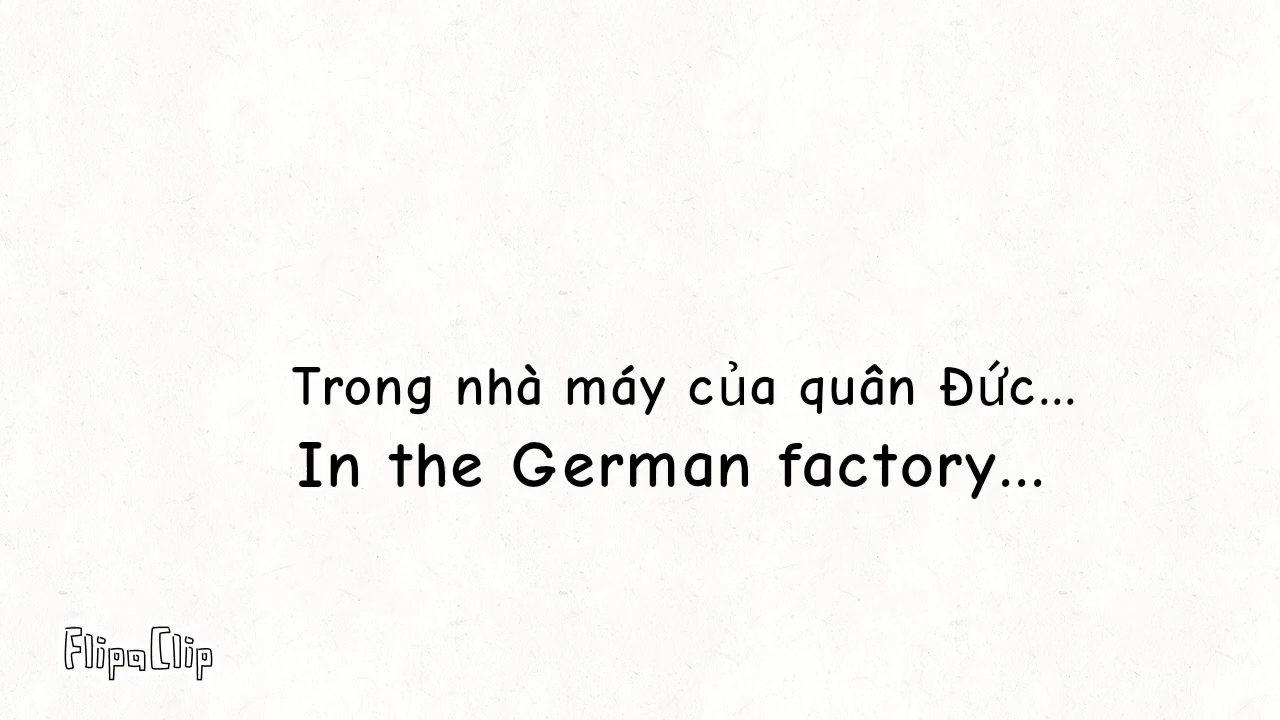 Trong nhà máy của quân Đức...
In the German factory...
FlipaClip